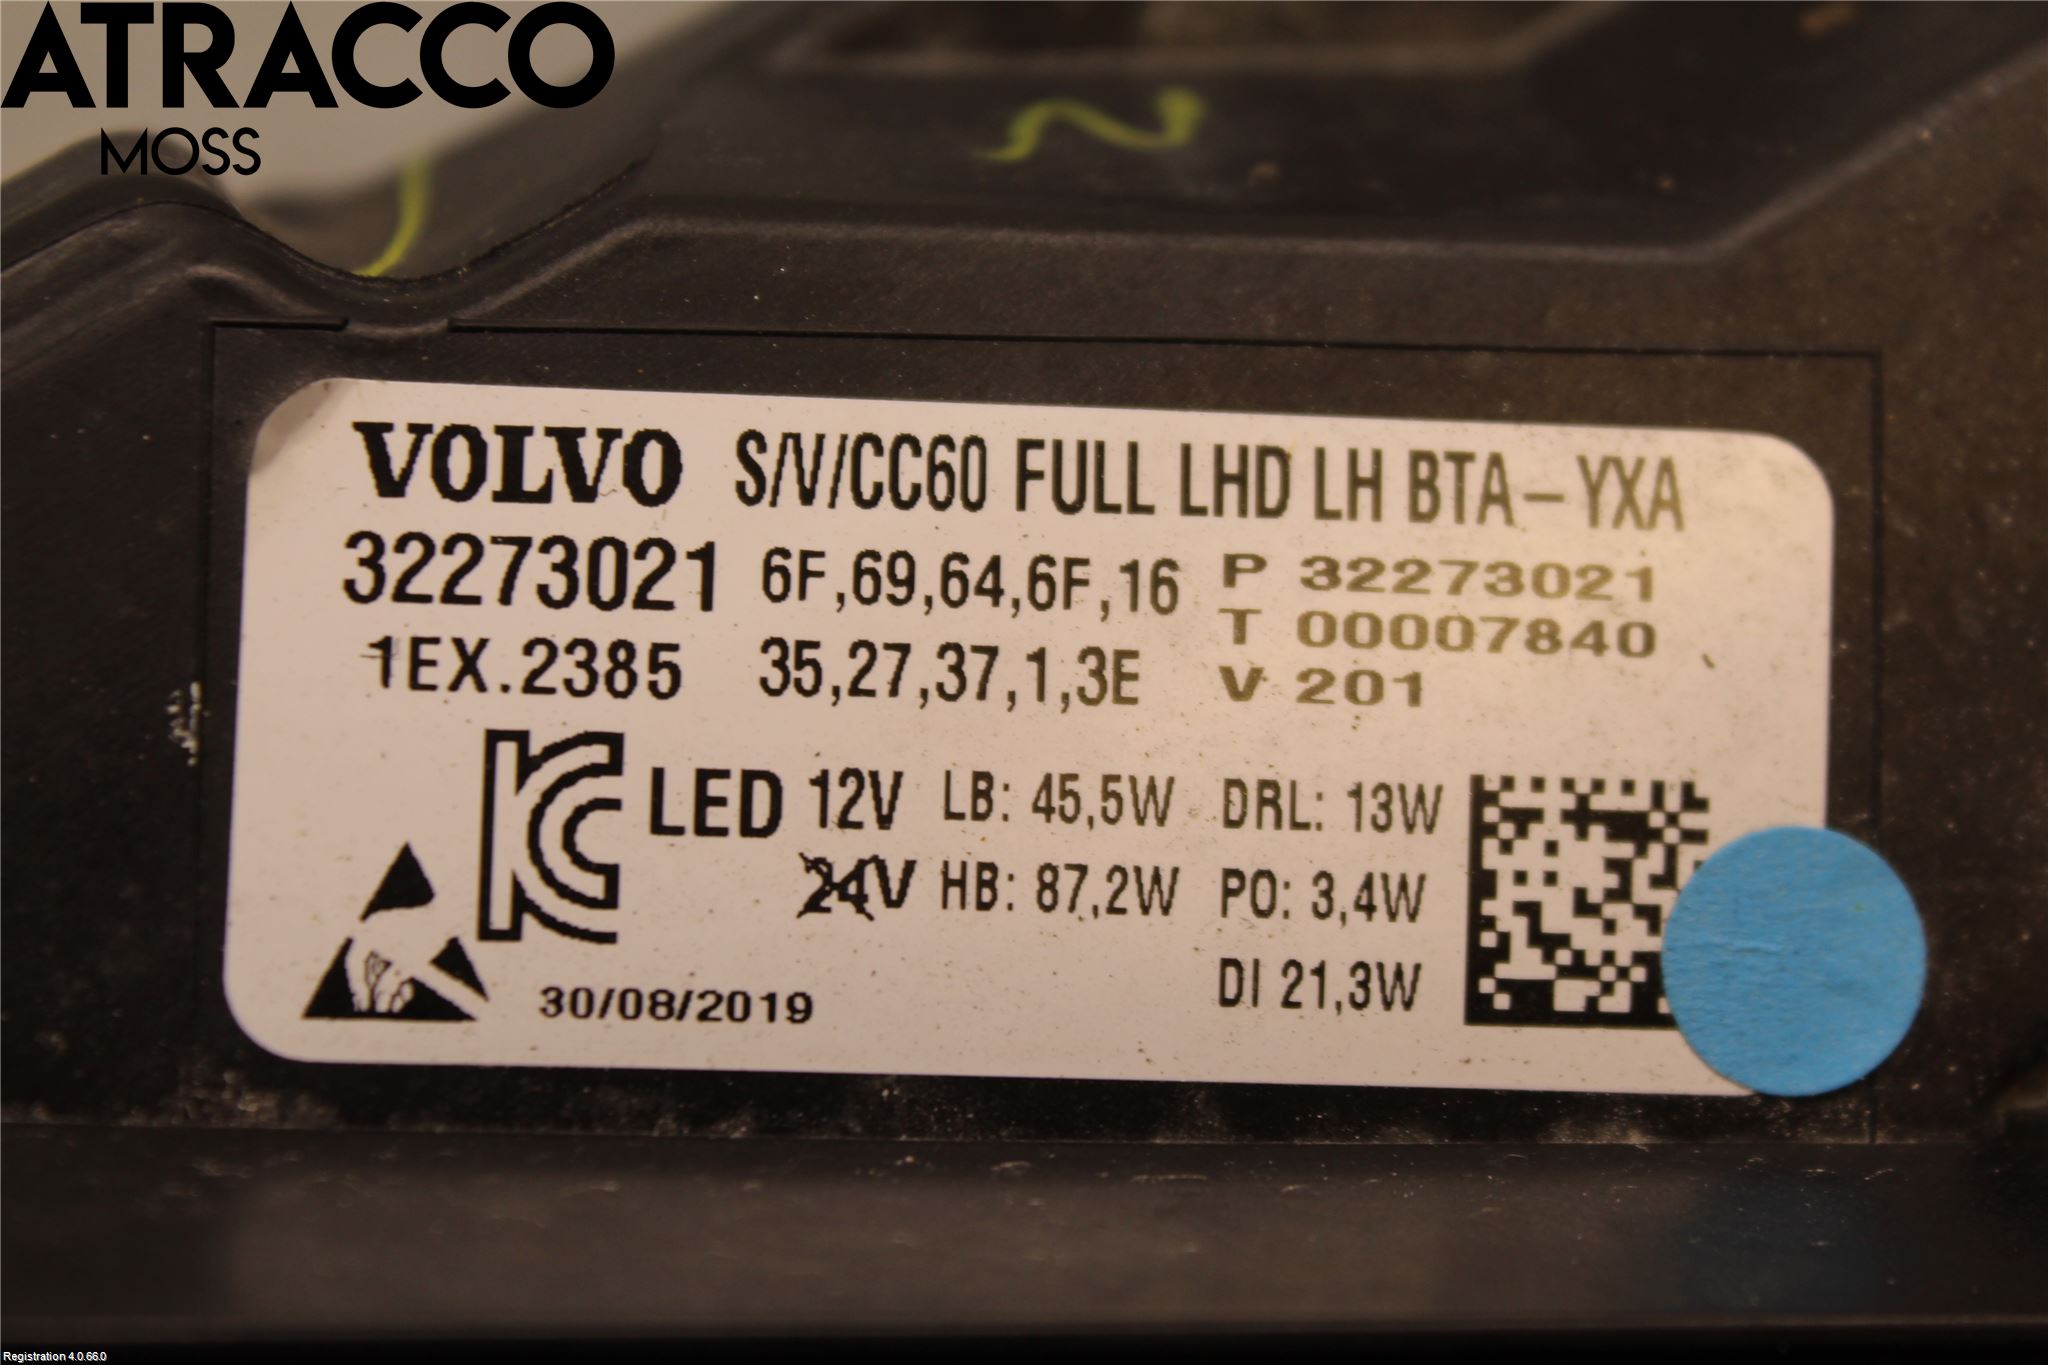 ATRACCO
MOSS
VOLVO S/V/CC60 FULL LHD LH BTA-YXA
32273021 6F,69,64,6F,16 P 32273021
T 00007840
1EX.2385 35,27,37,1,3E V 201
LED 12V LB: 45,5W DRL: 13W
24V HB: 87,2W PO: 3,4W
DI 21,3W
30/08/2019
Registration 4.0.66.0